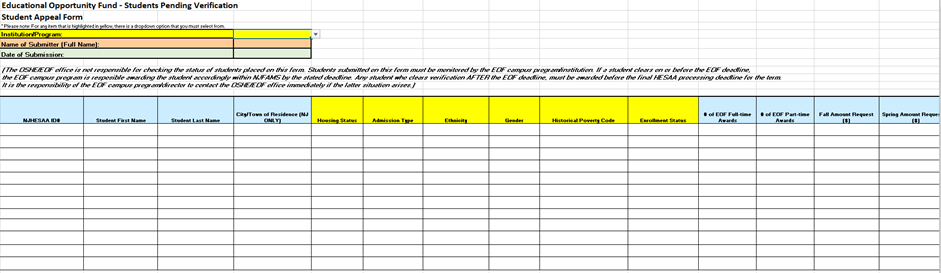 Educational Opportunity Fund - Students Pending Verification
Student Appeal Form
*Please note: For any item that is highlighted in yellow, there is a dropdown option that you must select from.
Institution/Program:
Name of Submitter (Full Name):
Date of Submission:
(The OSHE/EOF office is not responsible for checking the status of students placed on this form. Students submitted on this form must be monitored by the EOF campus program/institution. If a student clears on or before the EOF deadline,
the EOF campus program is responsible awarding the student accordingly within NJFAMS by the stated deadline. Any student who clears verification AFTER the EOF deadline, must be awarded before the final HESAA processing deadline for the term.
It is the responsibility of the EOF campus program/director to contact the OSHE/EOF office immediately if the latter situation arises.)
NJHESAA ID# Student First Name Student Last Name City/Town of Residence (NJ ONLY) Housing Status Admission Type Ethnicity Gender Historical Poverty Code Enrollment Status # of EOF Full-time Awards # of EOF Part-time Awards Fall Amount Request ($) Spring Amount Reques ($)